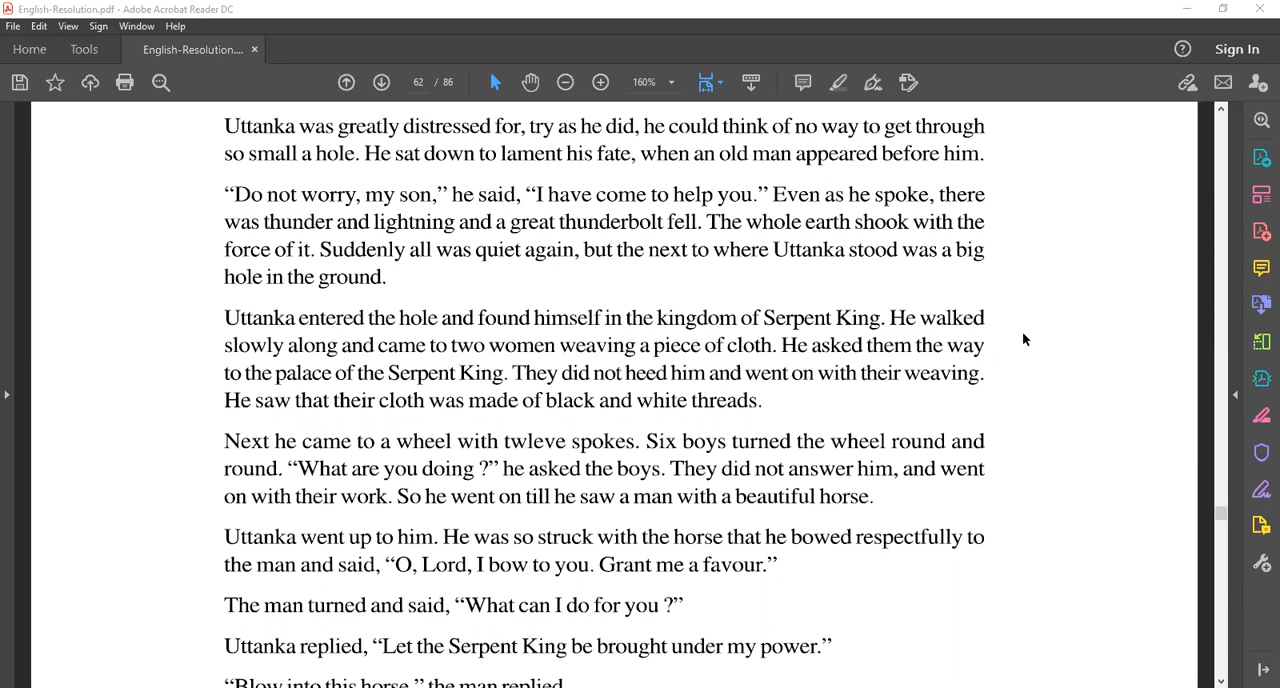 English-Resolution.pdf - Adobe Acrobat Reader DC
File Edit View Sign Window Help
Home Tools English-Resolution.... × Sign In
62 / 86 160%
Uttanka was greatly distressed for, try as he did, he could think of no way to get through
so small a hole. He sat down to lament his fate, when an old man appeared before him.
“Do not worry, my son,” he said, “I have come to help you.” Even as he spoke, there
was thunder and lightning and a great thunderbolt fell. The whole earth shook with the
force of it. Suddenly all was quiet again, but the next to where Uttanka stood was a big
hole in the ground.
Uttanka entered the hole and found himself in the kingdom of Serpent King. He walked
slowly along and came to two women weaving a piece of cloth. He asked them the way
to the palace of the Serpent King. They did not heed him and went on with their weaving.
He saw that their cloth was made of black and white threads.
Next he came to a wheel with twleve spokes. Six boys turned the wheel round and
round. “What are you doing ?” he asked the boys. They did not answer him, and went
on with their work. So he went on till he saw a man with a beautiful horse.
Uttanka went up to him. He was so struck with the horse that he bowed respectfully to
the man and said, “O, Lord, I bow to you. Grant me a favour.”
The man turned and said, “What can I do for you ?”
Uttanka replied, “Let the Serpent King be brought under my power.”
“Blow into this horse,” the man replied